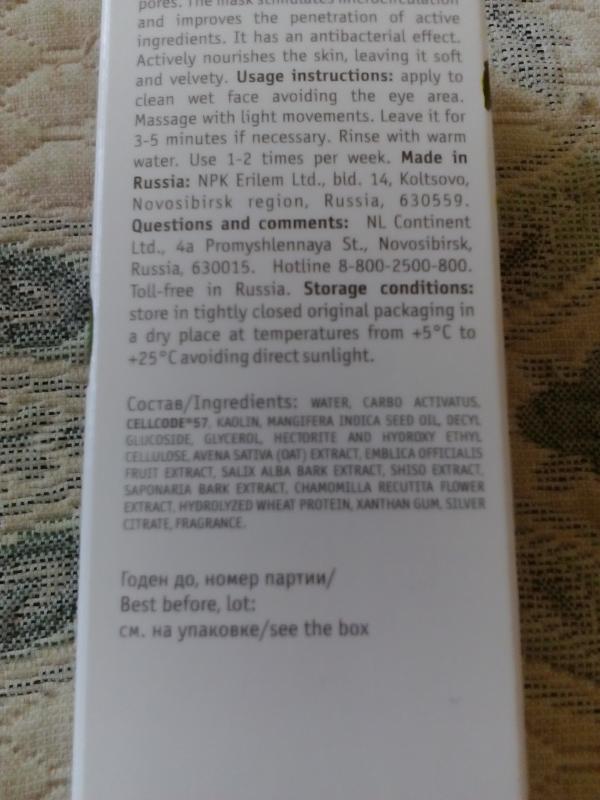 pores. The mask stimulates microcirculation
and improves the penetration of active
ingredients. It has an antibacterial effect.
Actively nourishes the skin, leaving it soft
and velvety. Usage instructions: apply to
clean wet face avoiding the eye area.
Massage with light movements. Leave it for
3-5 minutes if necessary. Rinse with warm
water. Use 1-2 times per week. Made in
Russia: NPK Erilem Ltd., bld. 14, Koltsovo,
Novosibirsk region, Russia, 630559.
Questions and comments: NL Continent
Ltd., 4a Promyshlennaya St., Novosibirsk,
Russia, 630015. Hotline 8-800-2500-800.
Toll-free in Russia. Storage conditions:
store in tightly closed original packaging in
a dry place at temperatures from +5°C to
+25°C avoiding direct sunlight.
Состав/Ingredients: WATER, CARBO ACTIVATUS,
CELLCODE®57, KAOLIN, MANGIFERA INDICA SEED OIL, DECYL
GLUCOSIDE, GLYCEROL, HECTORITE AND HYDROXY ETHYL
CELLULOSE, AVENA SATIVA (OAT) EXTRACT, EMBLICA OFFICIALIS
FRUIT EXTRACT, SALIX ALBA BARK EXTRACT, SHISO EXTRACT,
SAPONARIA BARK EXTRACT, CHAMOMILLA RECUTITA FLOWER
EXTRACT, HYDROLYZED WHEAT PROTEIN, XANTHAN GUM, SILVER
CITRATE, FRAGRANCE.
Годен до, номер партии/
Best before, lot:
см. на упаковке/see the box